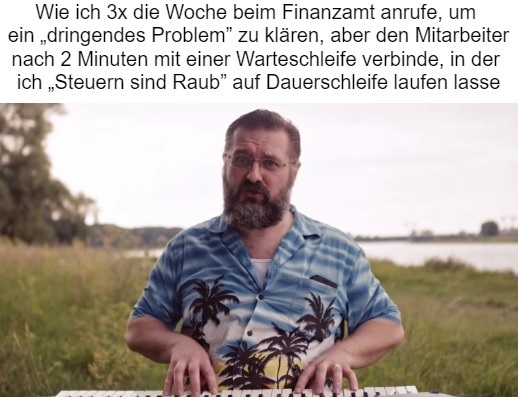 Wie ich 3x die Woche beim Finanzamt anrufe, um
ein „dringendes Problem” zu klären, aber den Mitarbeiter
nach 2 Minuten mit einer Warteschleife verbinde, in der
ich „Steuern sind Raub” auf Dauerschleife laufen lasse